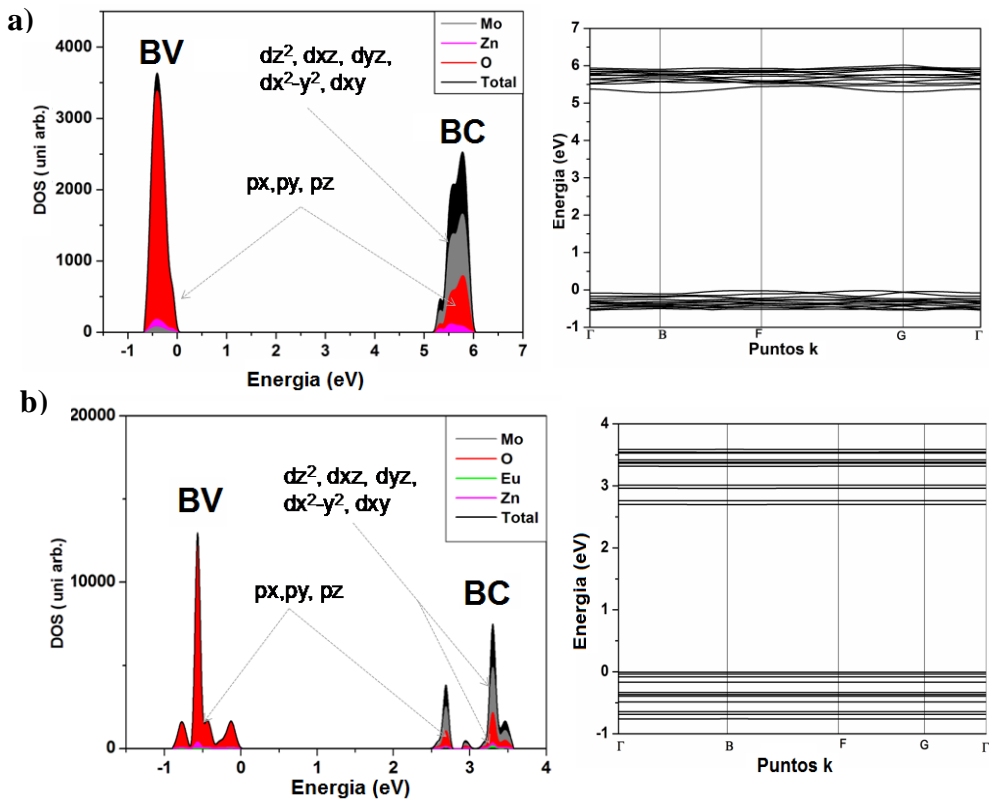 a)
4000
3000
2000
1000
0
DOS (uni arb.)
BV
dz², dxz, dyz,
dx²-y², dxy
px,py, pz
BC
Mo
Zn
O
Total
-1 0 1 2 3 4 5 6 7
Energia (eV)
7
6
5
4
3
2
1
0
-1
Energia (eV)
Γ B F G Γ
Puntos k
b)
20000
10000
0
DOS (uni arb.)
BV
dz², dxz, dyz,
dx²-y², dxy
px,py, pz
BC
Mo
O
Eu
Zn
Total
-1 0 1 2 3 4
Energia (eV)
4
3
2
1
0
-1
Energia (eV)
Γ B F G Γ
Puntos k